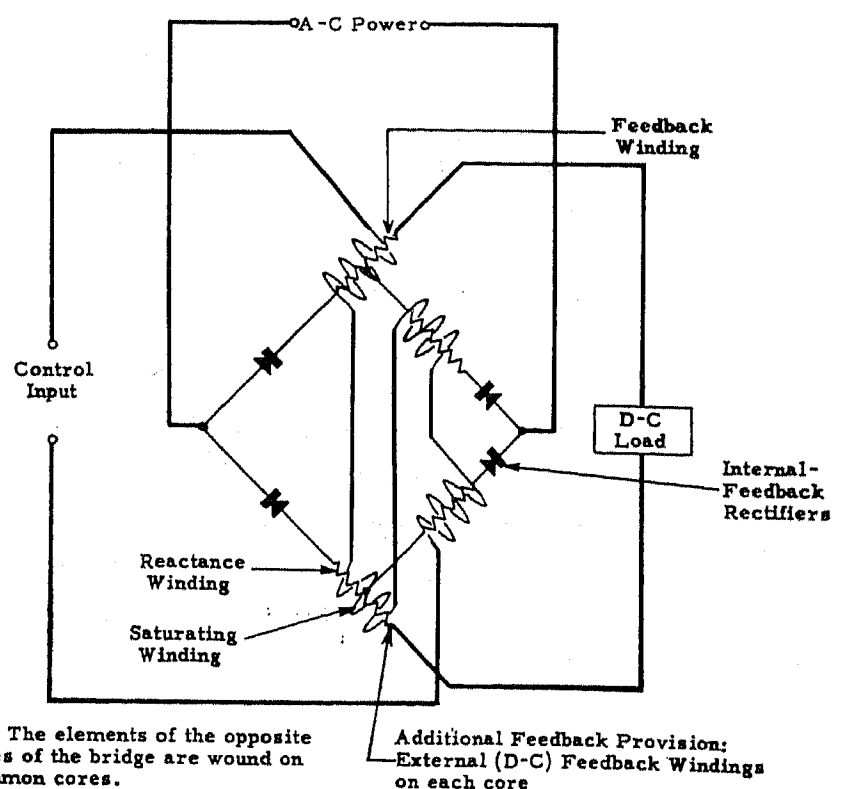 A-C Power
Feedback
Winding
Control
Input
D-C
Load
Internal-
Feedback
Rectifiers
Reactance
Winding
Saturating
Winding
The elements of the opposite
of the bridge are wound on
cores.
Additional Feedback Provision:
External (D-C) Feedback Windings
on each core